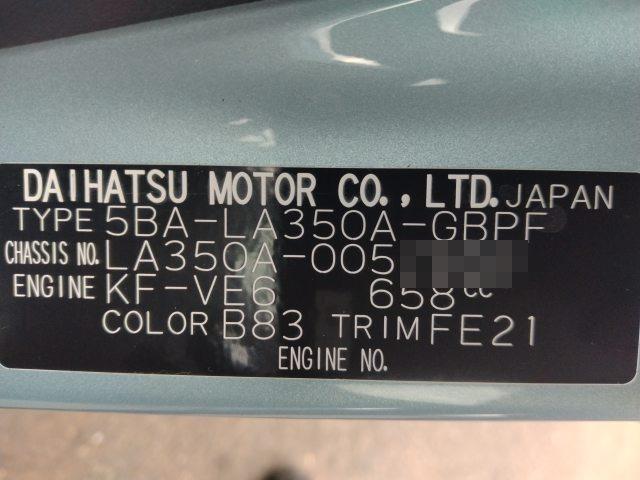 DAIHATSU MOTOR CO., LTD. JAPAN
TYPE 5BA-LA350A-GBPF
CHASSIS NO. LA350A-005
ENGINE KF-VE6 658cc
COLOR B83 TRIM FE21
ENGINE NO.